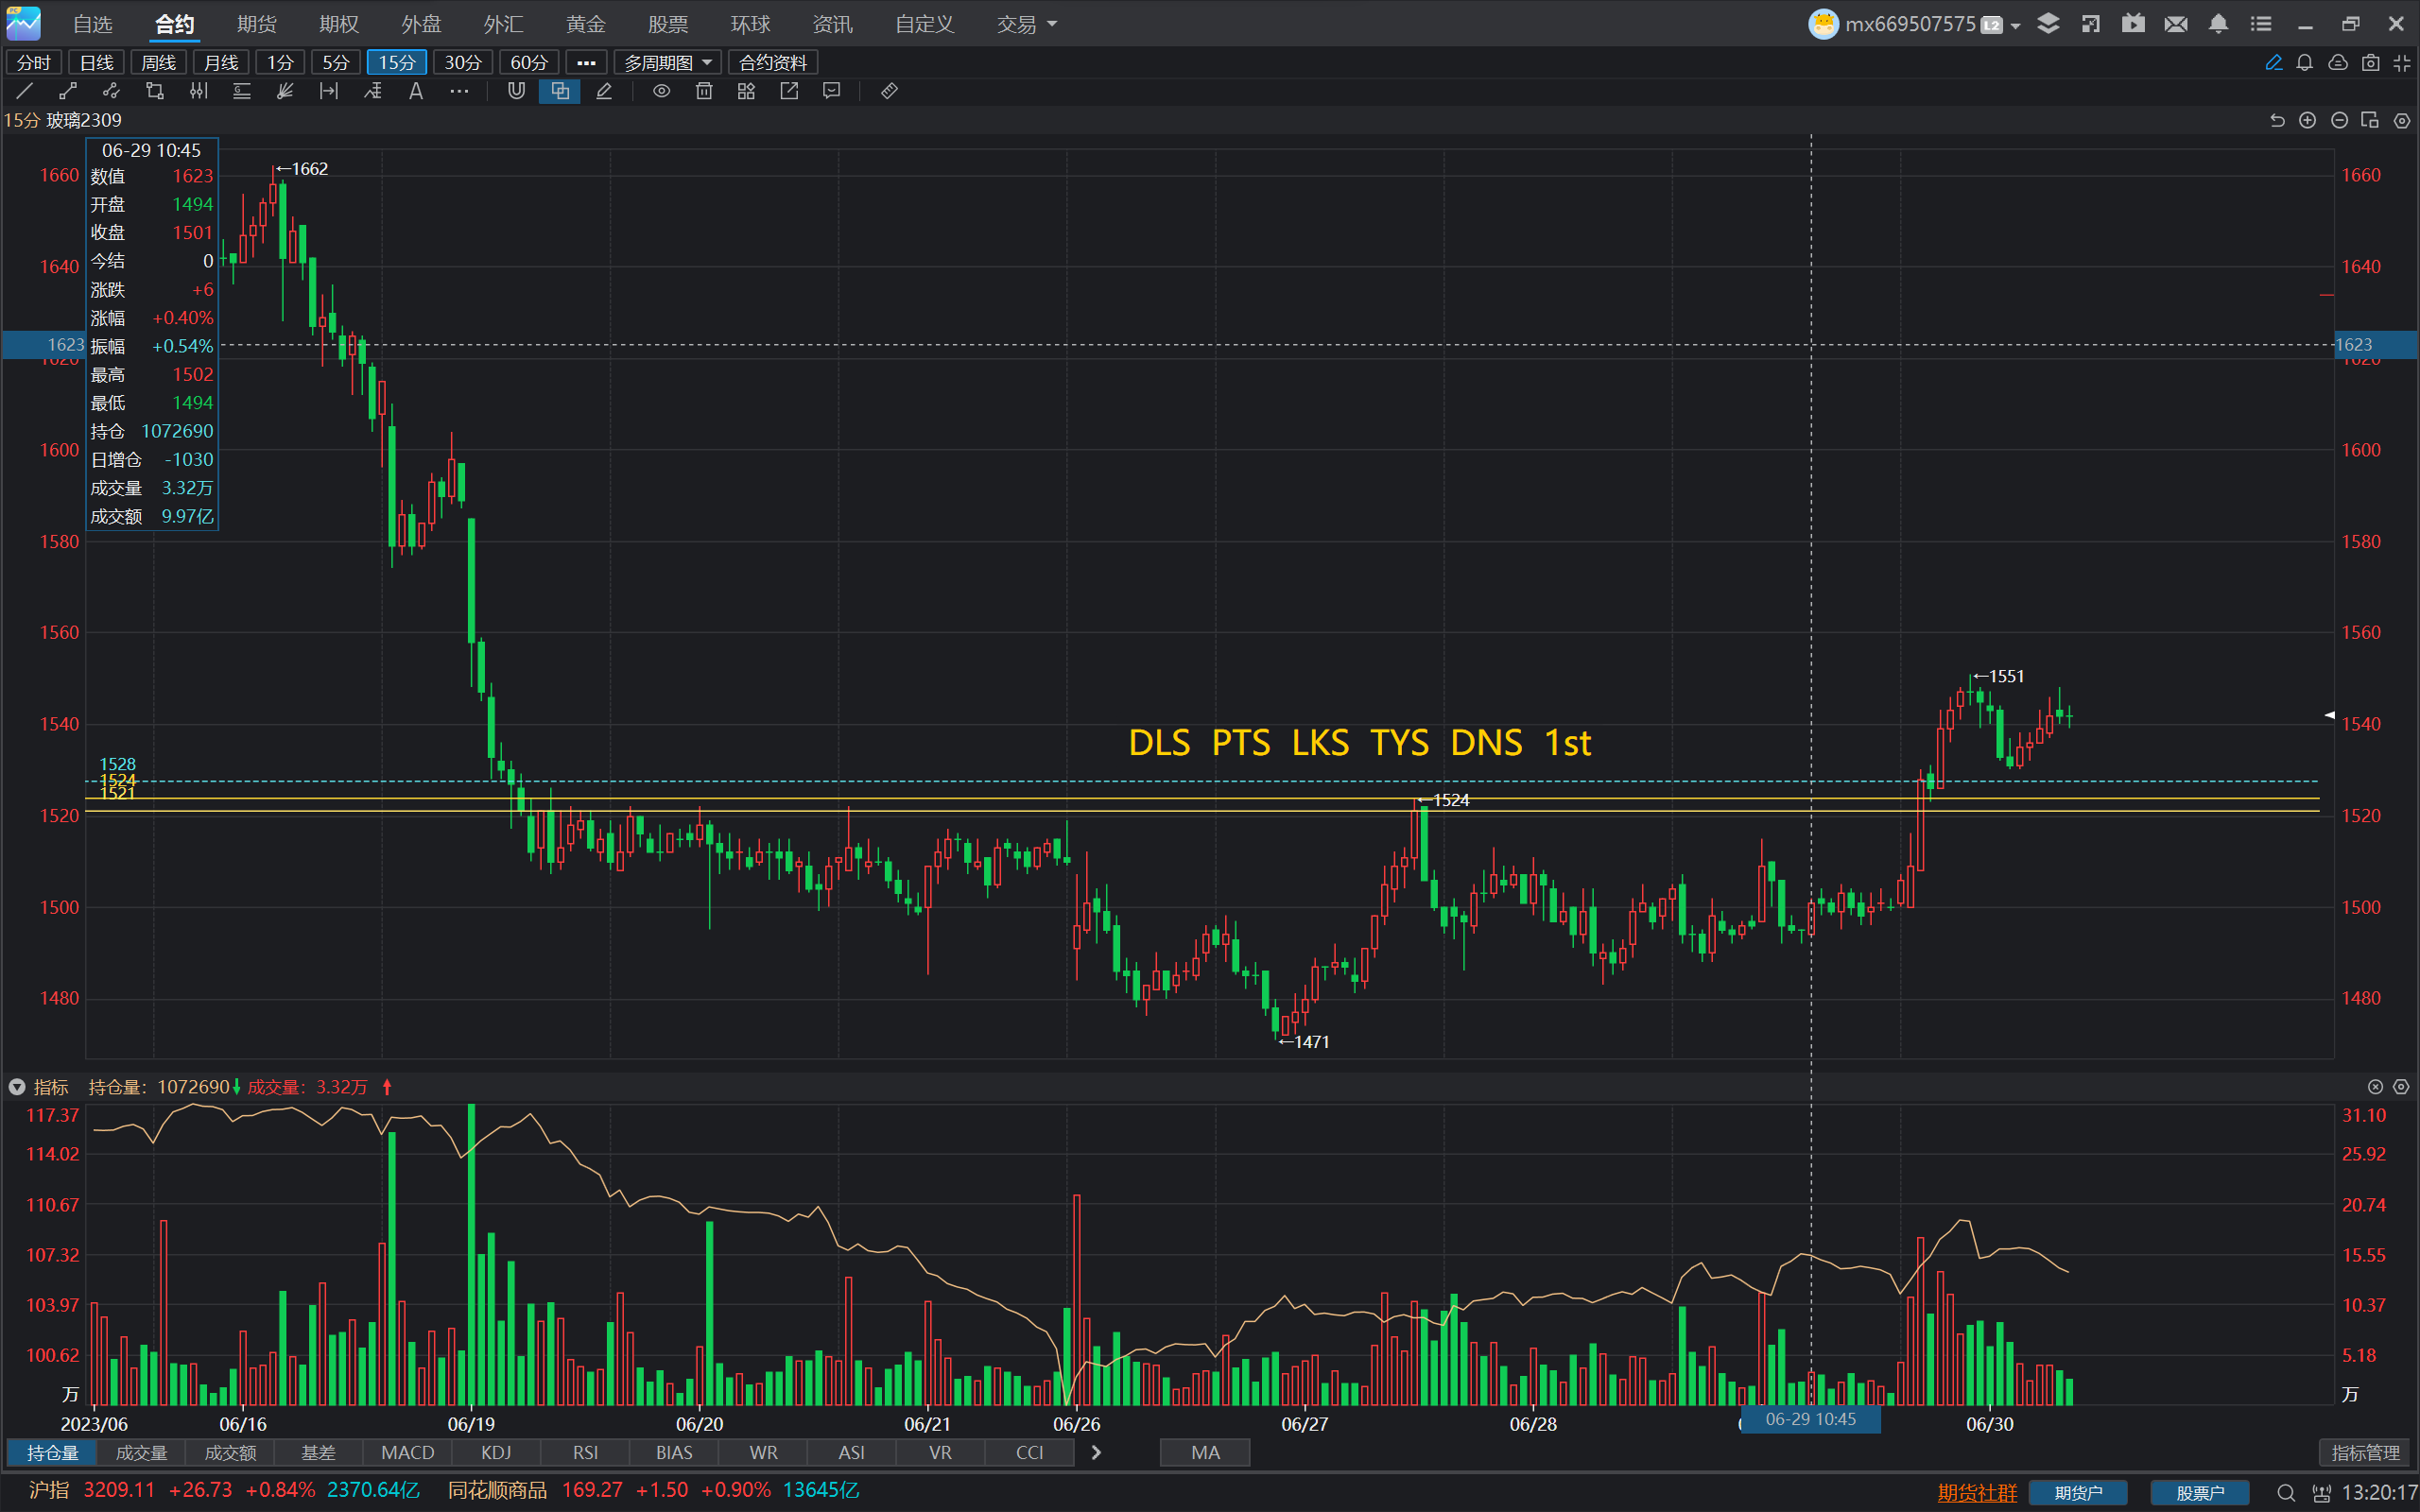 自选 合约 期货 期权 外盘 外汇 黄金 股票 环球 资讯 自定义 交易 mx669507575 L2
分时 日线 周线 月线 1分 5分 15分 30分 60分 ••• 多周期图 合约资料
15分 玻璃2309
06-29 10:45
数值 1623
开盘 1494
收盘 1501
今结 0
涨跌 +6
涨幅 +0.40%
振幅 +0.54%
最高 1502
最低 1494
持仓 1072690
日增仓 -1030
成交量 3.32万
成交额 9.97亿
←1662
1660 1660
1640 1640
1623 1623
1620 1620
1600 1600
1580 1580
1560 1560
←1551
1540 1540
DLS PTS LKS TYS DNS 1st
1528
1524
1521
←1524
1520 1520
1500 1500
1480 1480
←1471
指标 持仓量: 1072690 成交量: 3.32万
117.37 31.10
114.02 25.92
110.67 20.74
107.32 15.55
103.97 10.37
100.62 5.18
万 万
2023/06 06/16 06/19 06/20 06/21 06/26 06/27 06/28 06-29 10:45 06/30
持仓量 成交量 成交额 基差 MACD KDJ RSI BIAS WR ASI VR CCI MA 指标管理
沪指 3209.11 +26.73 +0.84% 2370.64亿 同花顺商品 169.27 +1.50 +0.90% 13645亿 期货社群 期货户 股票户 13:20:17